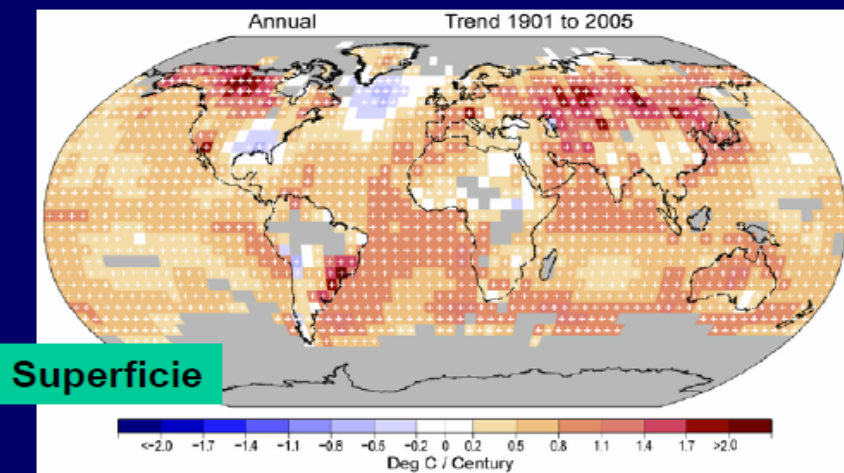 Annual Trend 1901 to 2005
Superficie
<-2.0 -1.7 -1.4 -1.1 -0.8 -0.5 -0.2 0 0.2 0.5 0.8 1.1 1.4 1.7 >2.0
Deg C / Century